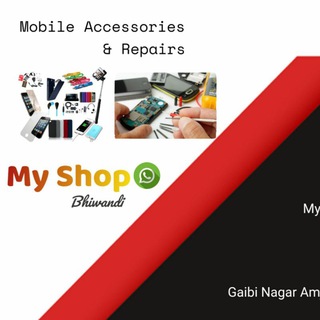 Mobile Accessories
& Repairs
My Shop
Bhiwandi
My
Gaibi Nagar Am